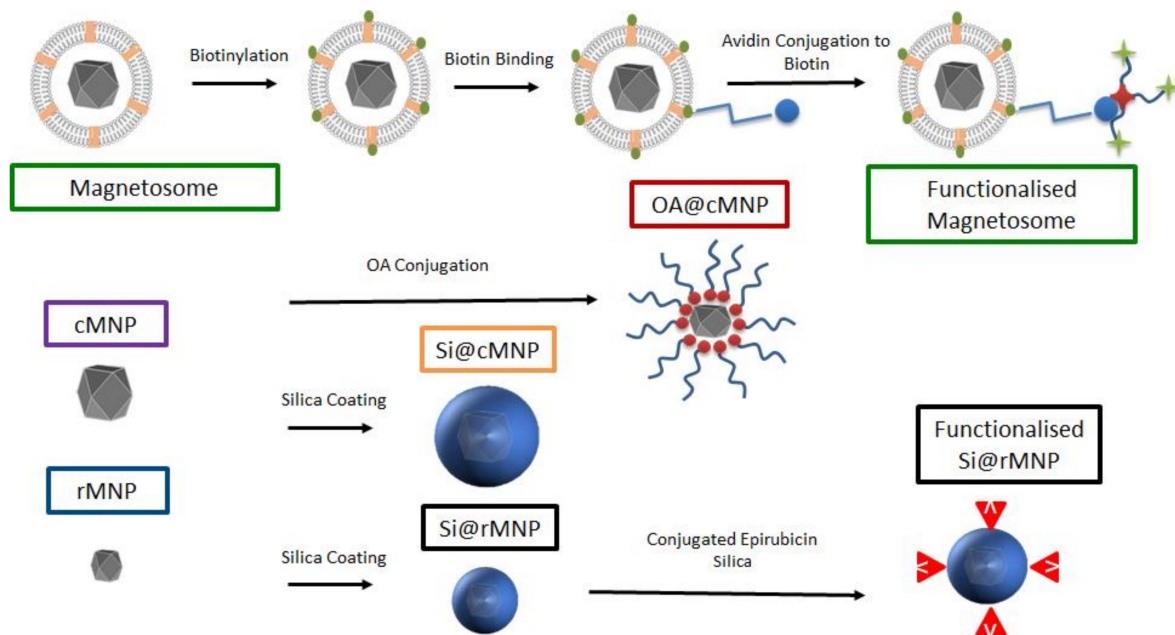 Biotinylation
Biotin Binding
Avidin Conjugation to
Biotin
Magnetosome
Functionalised
Magnetosome
OA@cMNP
OA Conjugation
cMNP
Si@cMNP
Silica Coating
Functionalised
Si@rMNP
rMNP
Si@rMNP
Silica Coating
Conjugated Epirubicin
Silica